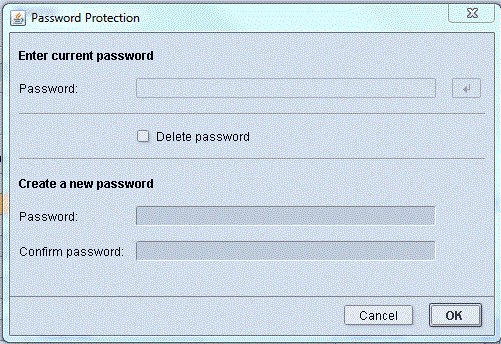 Password Protection
Enter current password
Password:
Delete password
Create a new password
Password:
Confirm password:
Cancel OK